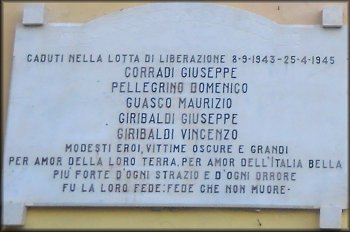 CADUTI NELLA LOTTA DI LIBERAZIONE 8-9-1943-25-4-1945
CORRADI GIUSEPPE
PELLEGRINO DOMENICO
GUASCO MAURIZIO
GIRIBALDI GIUSEPPE
GIRIBALDI VINCENZO
MODESTI EROI, VITTIME OSCURE E GRANDI
PER AMOR DELLA LORO TERRA, PER AMOR DELL'ITALIA BELLA
PIU' FORTE D'OGNI STRAZIO E D'OGNI ORRORE
FU LA LORO FEDE: FEDE CHE NON MUORE-